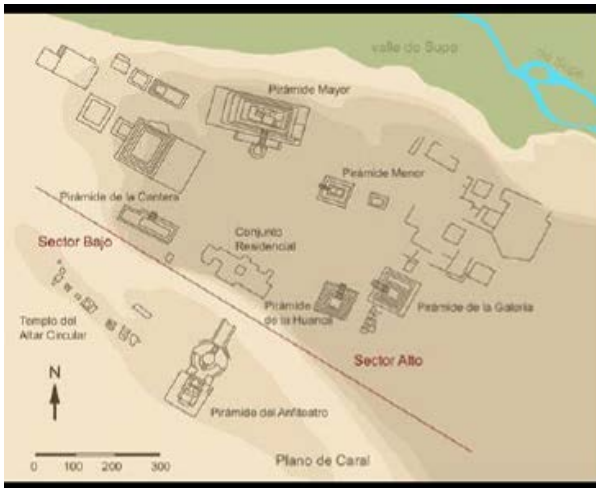 valle de Supe
río Supe
Pirámide Mayor
Pirámide Menor
Pirámide de la Cantera
Conjunto
Residencial
Sector Bajo
Pirámide
de la Huanca
Pirámide de la Galería
Templo del
Altar Circular
Sector Alto
N
Pirámide del Anfiteatro
0 100 200 300
Plano de Caral